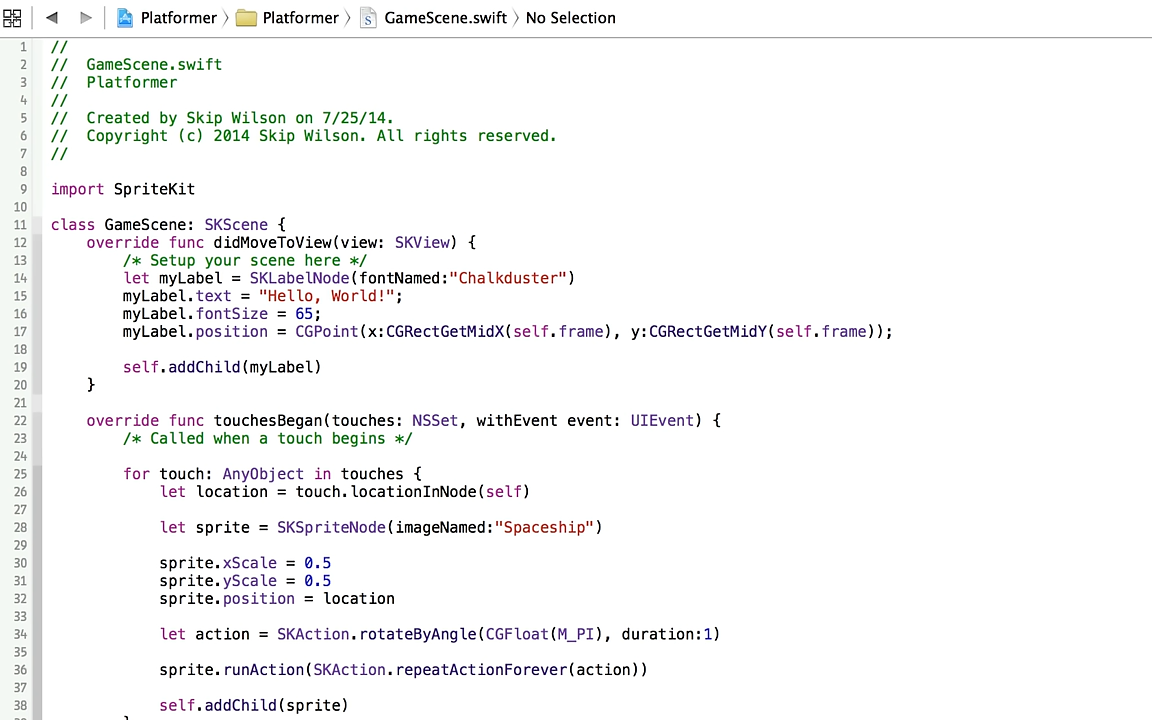 Platformer 〉 Platformer 〉 GameScene.swift 〉 No Selection
1 //
2 //  GameScene.swift
3 //  Platformer
4 //
5 //  Created by Skip Wilson on 7/25/14.
6 //  Copyright (c) 2014 Skip Wilson. All rights reserved.
7 //
8
9 import SpriteKit
10
11 class GameScene: SKScene {
12     override func didMoveToView(view: SKView) {
13         /* Setup your scene here */
14         let myLabel = SKLabelNode(fontNamed:"Chalkduster")
15         myLabel.text = "Hello, World!";
16         myLabel.fontSize = 65;
17         myLabel.position = CGPoint(x:CGRectGetMidX(self.frame), y:CGRectGetMidY(self.frame));
18
19         self.addChild(myLabel)
20     }
21
22     override func touchesBegan(touches: NSSet, withEvent event: UIEvent) {
23         /* Called when a touch begins */
24
25         for touch: AnyObject in touches {
26             let location = touch.locationInNode(self)
27
28             let sprite = SKSpriteNode(imageNamed:"Spaceship")
29
30             sprite.xScale = 0.5
31             sprite.yScale = 0.5
32             sprite.position = location
33
34             let action = SKAction.rotateByAngle(CGFloat(M_PI), duration:1)
35
36             sprite.runAction(SKAction.repeatActionForever(action))
37
38             self.addChild(sprite)